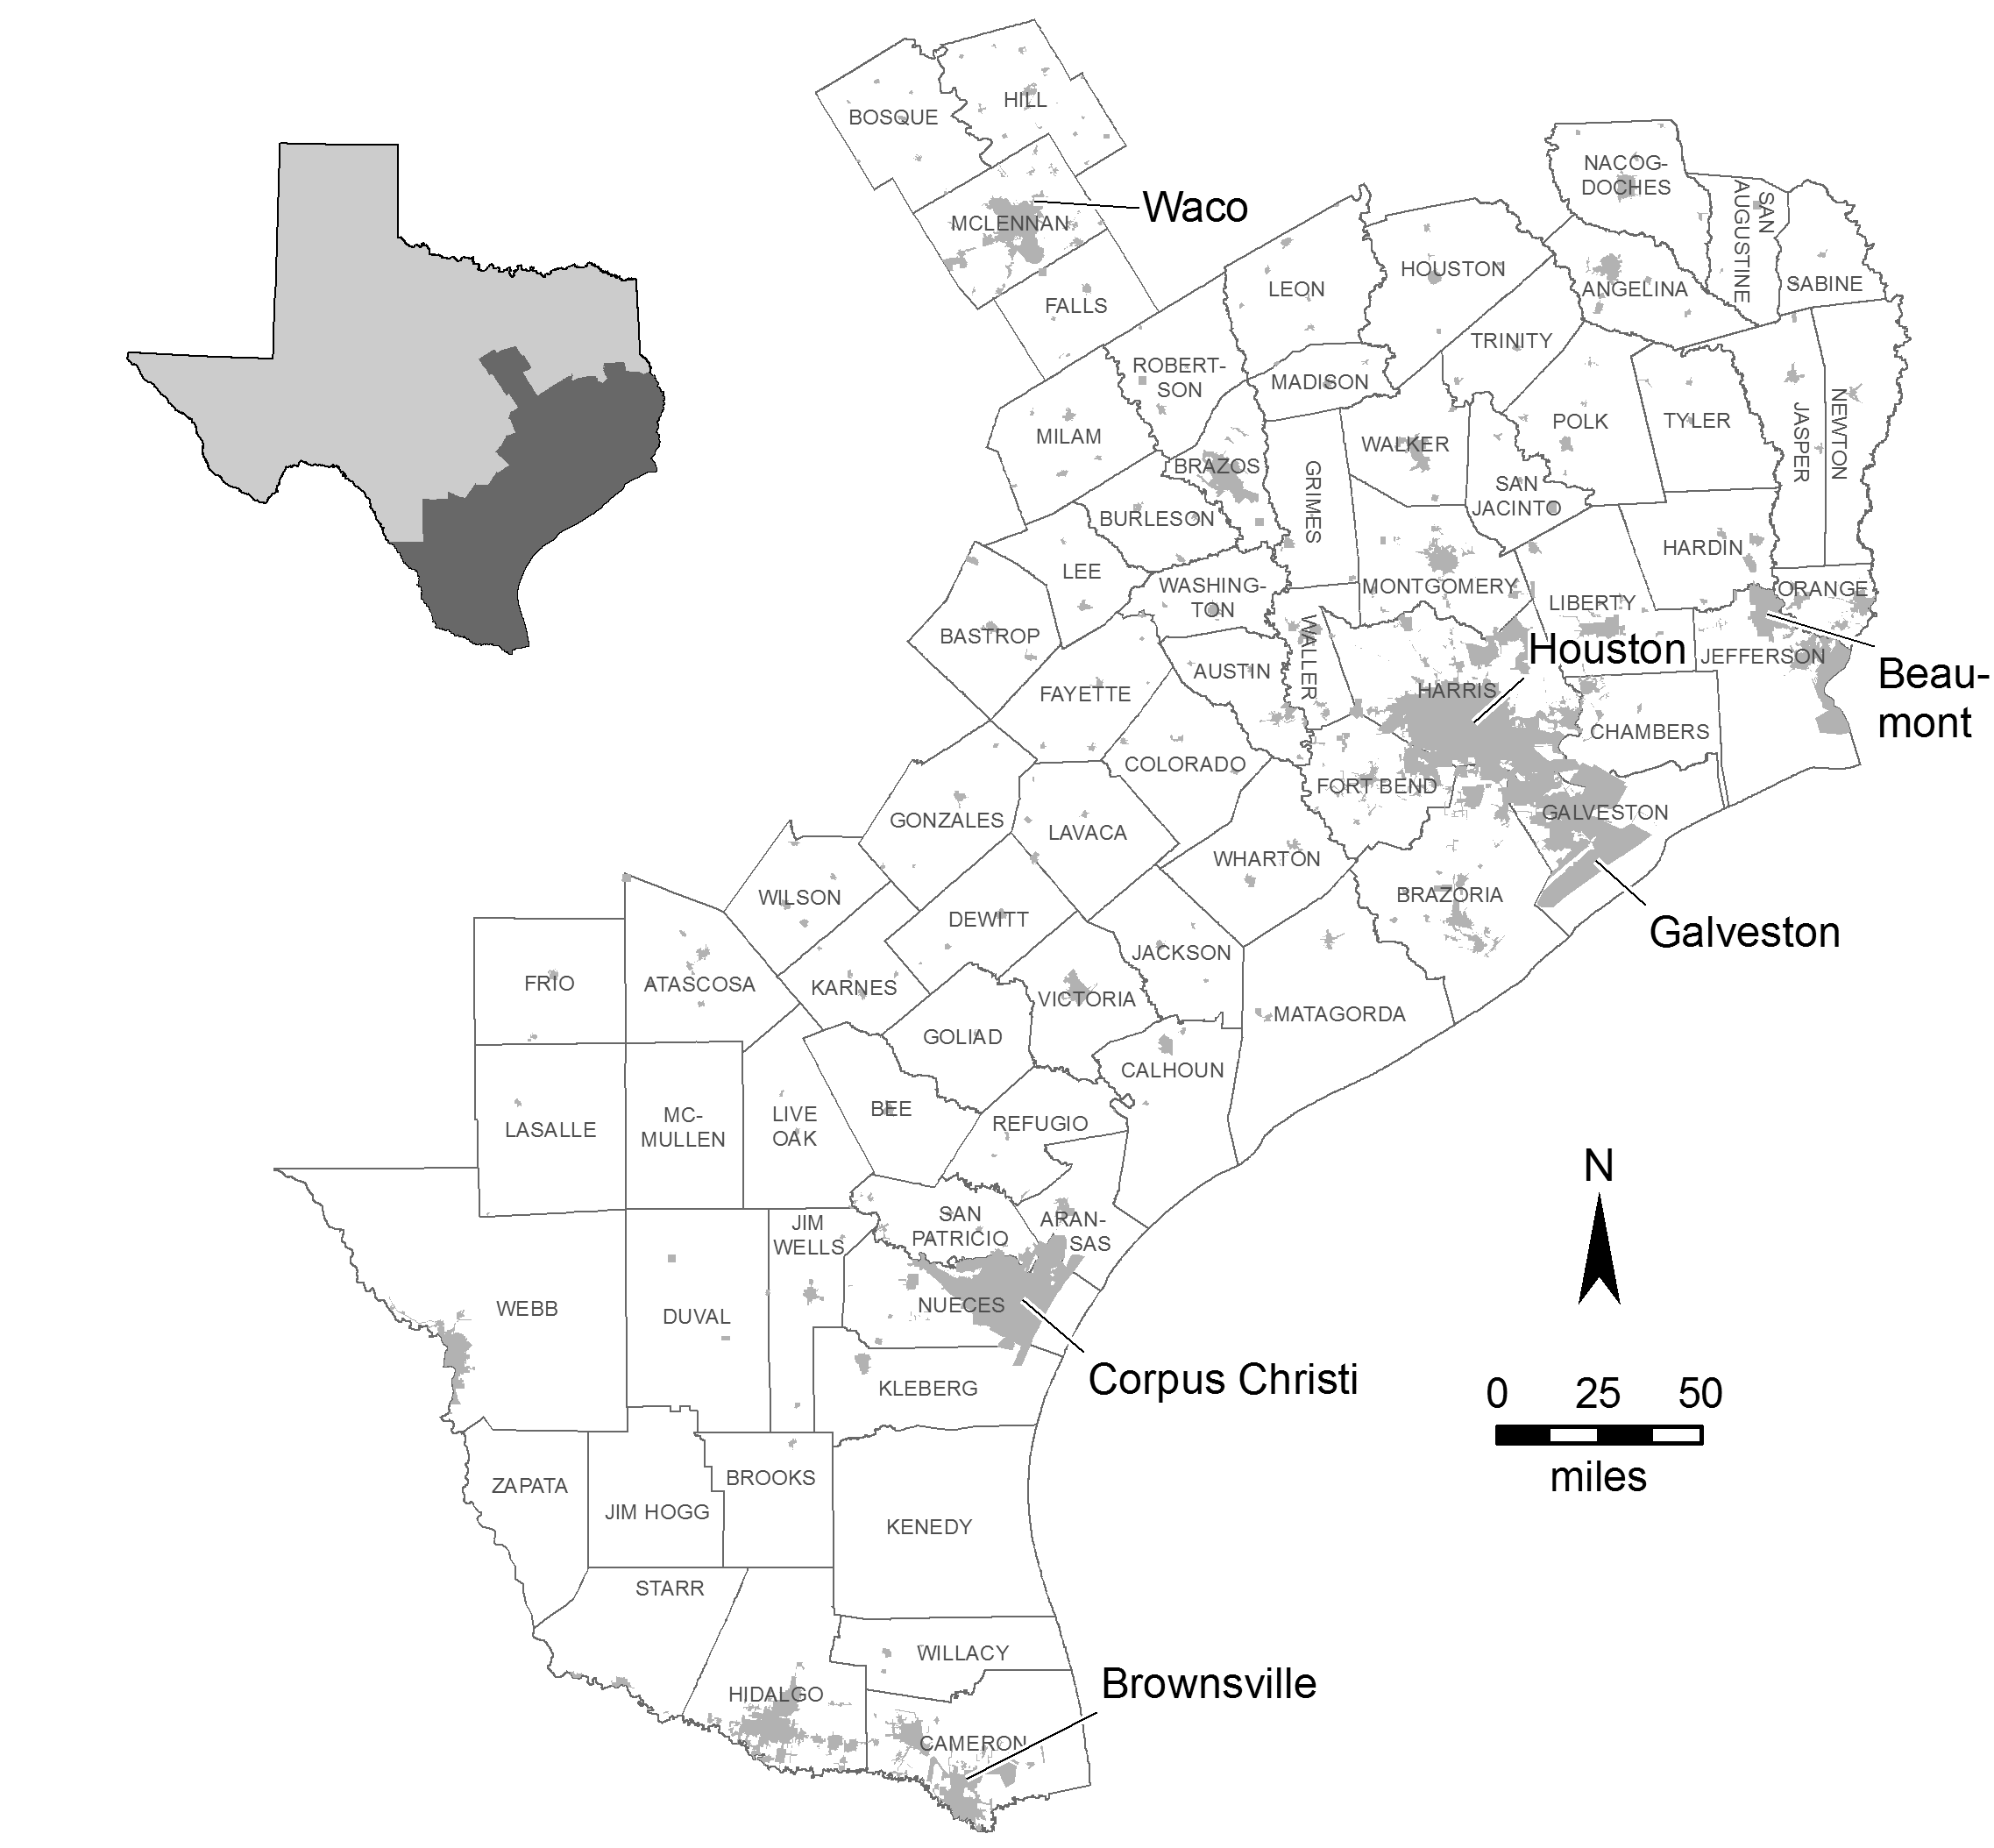 HILL
BOSQUE
NACOG-
DOCHES
SAN
AUGUSTINE
Waco
MCLENNAN
HOUSTON
LEON
ANGELINA
SABINE
FALLS
TRINITY
ROBERT-
SON
MADISON
NEWTON
JASPER
POLK
TYLER
MILAM
WALKER
BRAZOS
GRIMES
SAN
JACINTO
BURLESON
HARDIN
LEE
WASHING-
TON
MONTGOMERY
ORANGE
LIBERTY
BASTROP
WALLER
Houston
JEFFERSON
AUSTIN
Beau-
mont
FAYETTE
HARRIS
CHAMBERS
COLORADO
FORT BEND
GALVESTON
GONZALES
LAVACA
WHARTON
WILSON
BRAZORIA
DEWITT
Galveston
JACKSON
FRIO
ATASCOSA
KARNES
VICTORIA
MATAGORDA
GOLIAD
CALHOUN
LASALLE
MC-
MULLEN
LIVE
OAK
BEE
REFUGIO
N
JIM
WELLS
SAN
PATRICIO
ARAN-
SAS
WEBB
DUVAL
NUECES
Corpus Christi
KLEBERG
0 25 50
miles
ZAPATA
JIM HOGG
BROOKS
KENEDY
STARR
WILLACY
Brownsville
HIDALGO
CAMERON